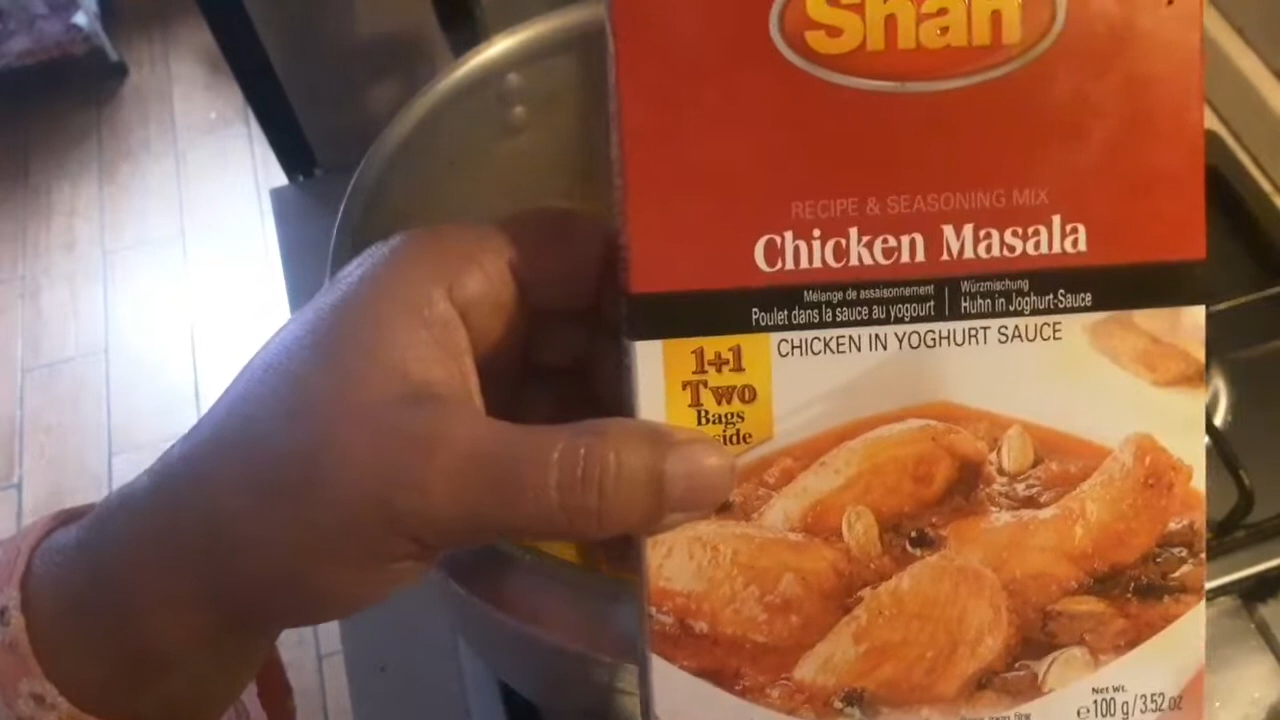 Shan
RECIPE & SEASONING MIX
Chicken Masala
Mélange de assaisonnement
Poulet dans la sauce au yogourt
Würzmischung
Huhn in Joghurt-Sauce
CHICKEN IN YOGHURT SAUCE
1+1
Two
Bags
side
Net Wt.
e100 g/3.52 oz